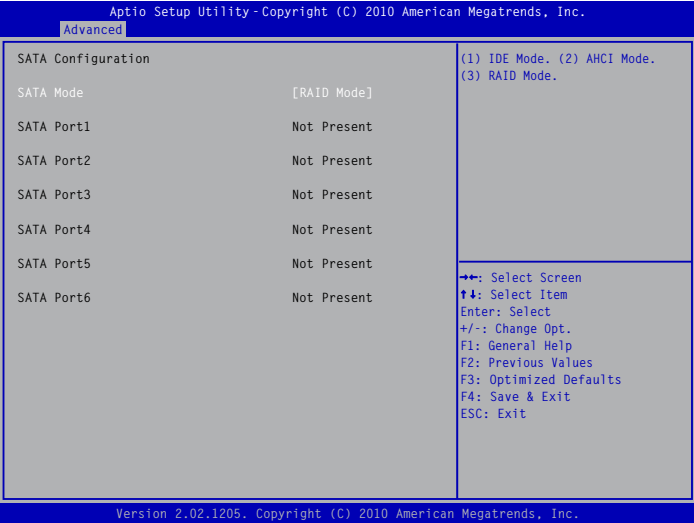 Aptio Setup Utility - Copyright (C) 2010 American Megatrends, Inc.
Advanced
SATA Configuration
SATA Mode [RAID Mode]
SATA Port1 Not Present
SATA Port2 Not Present
SATA Port3 Not Present
SATA Port4 Not Present
SATA Port5 Not Present
SATA Port6 Not Present
(1) IDE Mode. (2) AHCI Mode.
(3) RAID Mode.
→←: Select Screen
↑↓: Select Item
Enter: Select
+/-: Change Opt.
F1: General Help
F2: Previous Values
F3: Optimized Defaults
F4: Save & Exit
ESC: Exit
Version 2.02.1205. Copyright (C) 2010 American Megatrends, Inc.